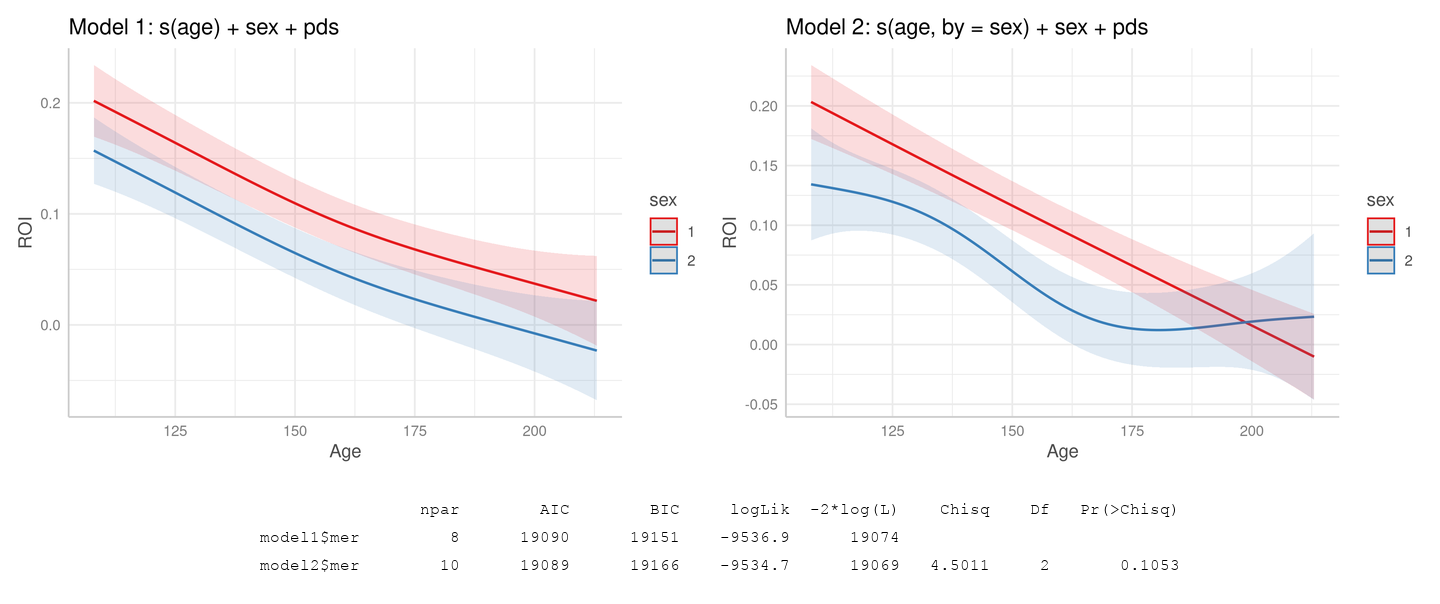 Model 1: s(age) + sex + pds
ROI
0.2
0.1
0.0
125 150 175 200
Age
sex
1
2
Model 2: s(age, by = sex) + sex + pds
ROI
0.20
0.15
0.10
0.05
0.00
-0.05
125 150 175 200
Age
sex
1
2
npar AIC BIC logLik -2*log(L) Chisq Df Pr(>Chisq)
model1$mer 8 19090 19151 -9536.9 19074
model2$mer 10 19089 19166 -9534.7 19069 4.5011 2 0.1053